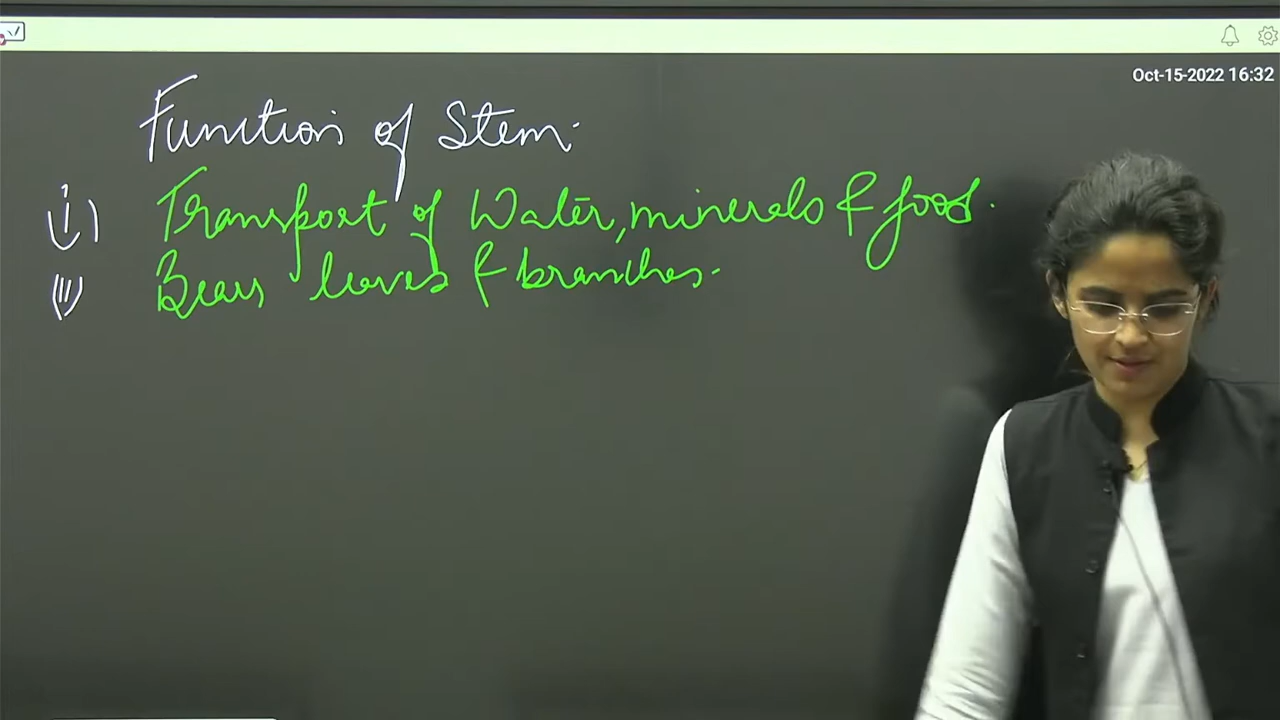 Oct-15-2022 16:32
Function of Stem.
(i) Transport of Water, minerals & food.
(ii) Bears leaves & branches.